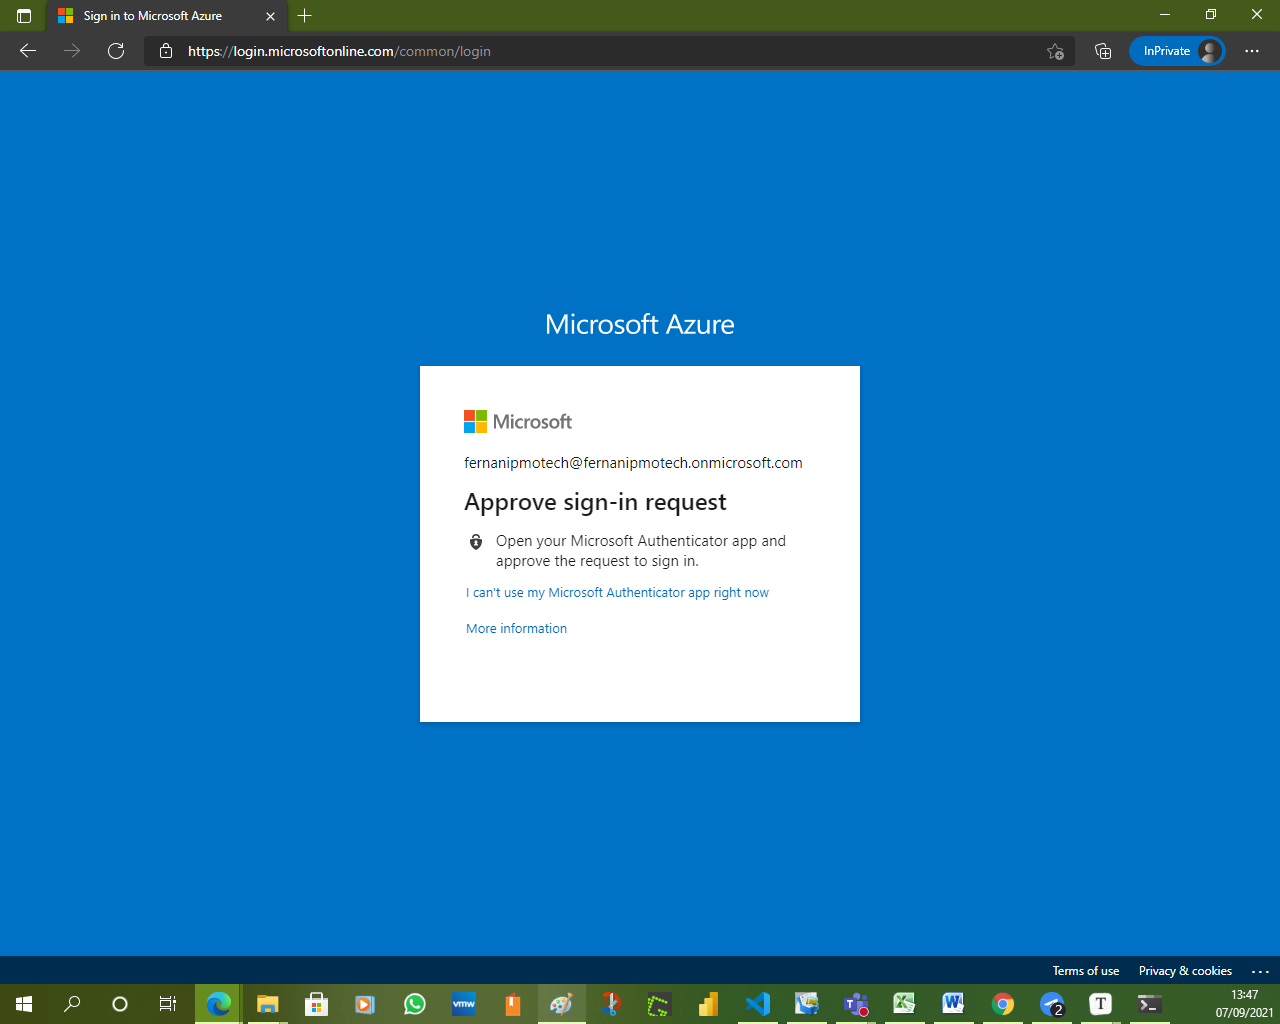 Sign in to Microsoft Azure
https://login.microsoftonline.com/common/login
InPrivate
Microsoft Azure
Microsoft
fernanipmotech@fernanipmotech.onmicrosoft.com
Approve sign-in request
Open your Microsoft Authenticator app and
approve the request to sign in.
I can't use my Microsoft Authenticator app right now
More information
Terms of use
Privacy & cookies
vmw
2
T
13:47
07/09/2021